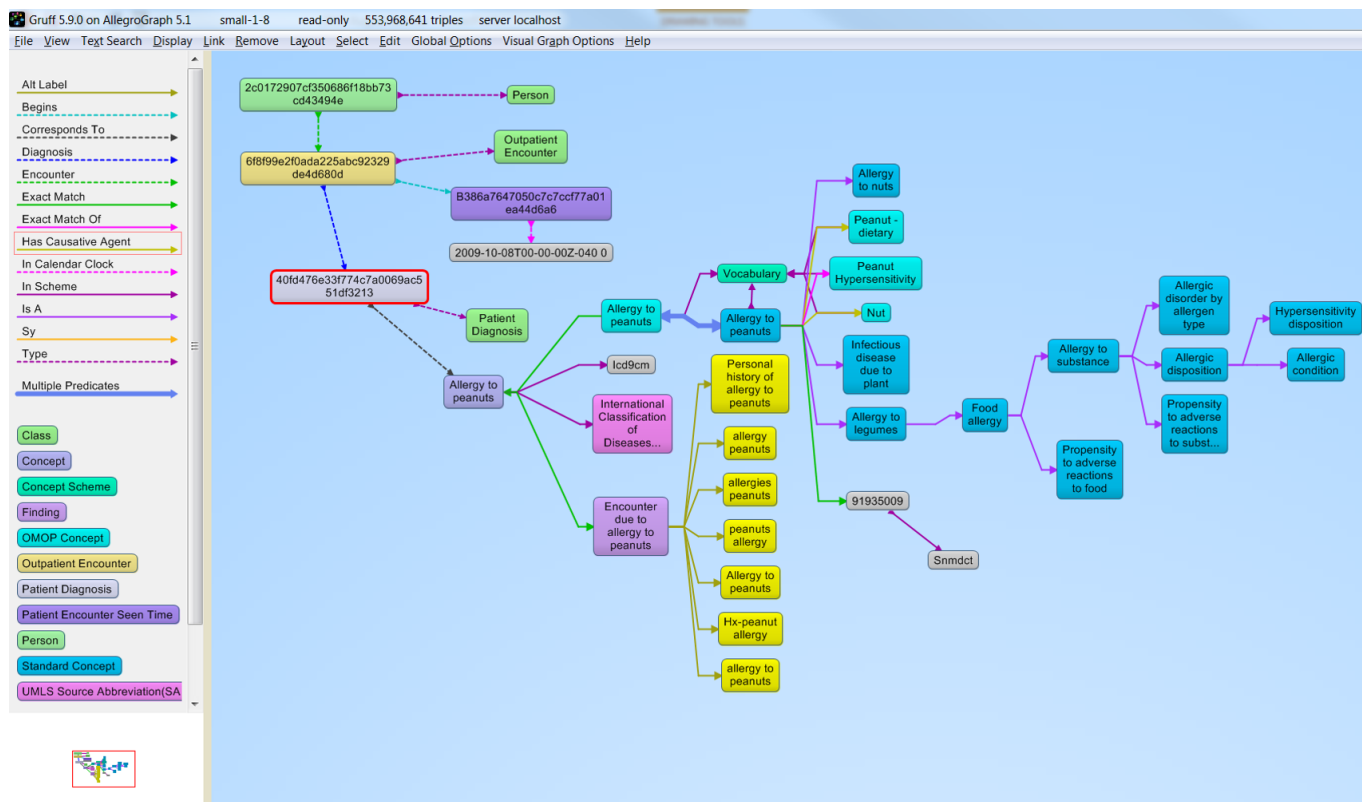 Gruff 5.9.0 on AllegroGraph 5.1 small-1-8 read-only 553,968,641 triples server localhost
File View Text Search Display Link Remove Layout Select Edit Global Options Visual Graph Options Help
Alt Label
Begins
Corresponds To
Diagnosis
Encounter
Exact Match
Exact Match Of
Has Causative Agent
In Calendar Clock
In Scheme
Is A
Sy
Type
Multiple Predicates
Class
Concept
Concept Scheme
Finding
OMOP Concept
Outpatient Encounter
Patient Diagnosis
Patient Encounter Seen Time
Person
Standard Concept
UMLS Source Abbreviation(SA
2c0172907cf350686f18bb73
cd43494e
Person
6f8f99e2f0ada225abc92329
de4d680d
Outpatient
Encounter
B386a7647050c7c7ccf77a01
ea44d6a6
2009-10-08T00-00-00Z-040 0
40fd476e33f774c7a0069ac5
51df3213
Patient
Diagnosis
Allergy to
peanuts
Allergy to
peanuts
Icd9cm
International
Classification
of
Diseases...
Encounter
due to
allergy to
peanuts
Vocabulary
Allergy to
peanuts
Personal
history of
allergy to
peanuts
allergy
peanuts
allergies
peanuts
peanuts
allergy
Allergy to
peanuts
Hx-peanut
allergy
allergy to
peanuts
Allergy
to nuts
Peanut -
dietary
Peanut
Hypersensitivity
Nut
Infectious
disease
due to
plant
Allergy to
legumes
91935009
Snmdct
Food
allergy
Allergy to
substance
Propensity
to adverse
reactions
to food
Allergic
disorder by
allergen
type
Allergic
disposition
Propensity
to adverse
reactions
to subst...
Hypersensitivity
disposition
Allergic
condition